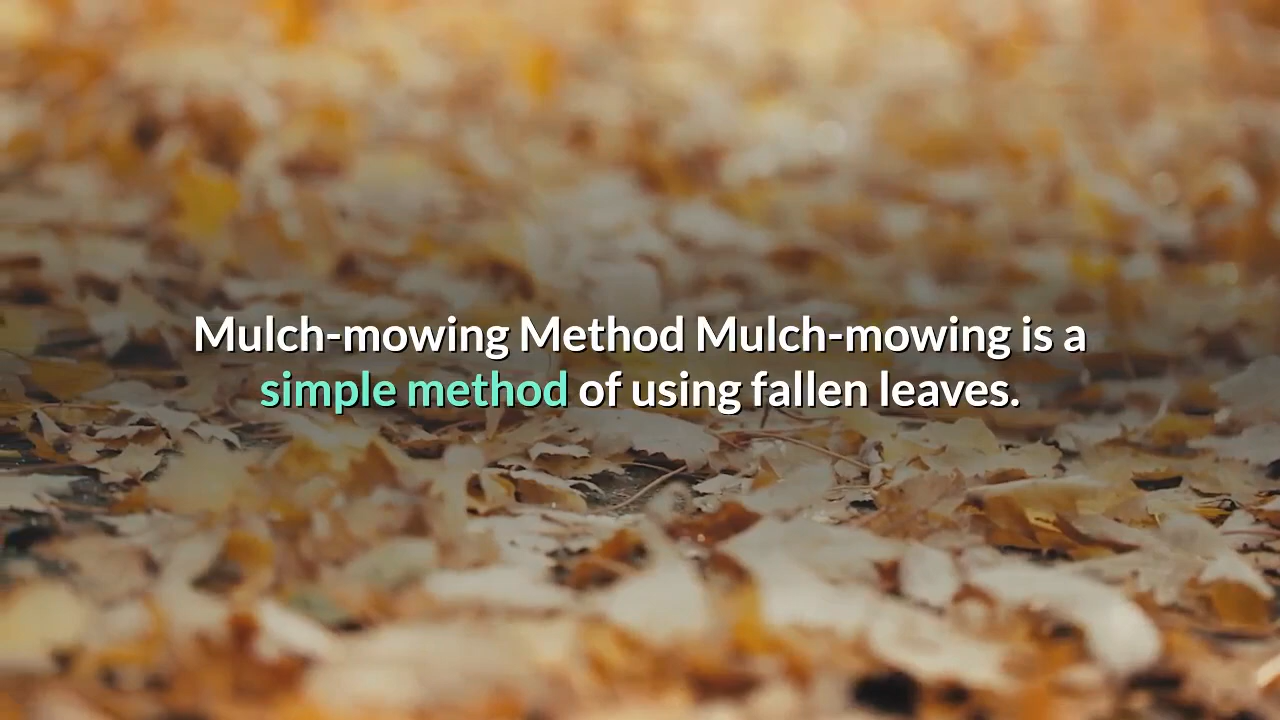 Mulch-mowing Method Mulch-mowing is a
simple method of using fallen leaves.